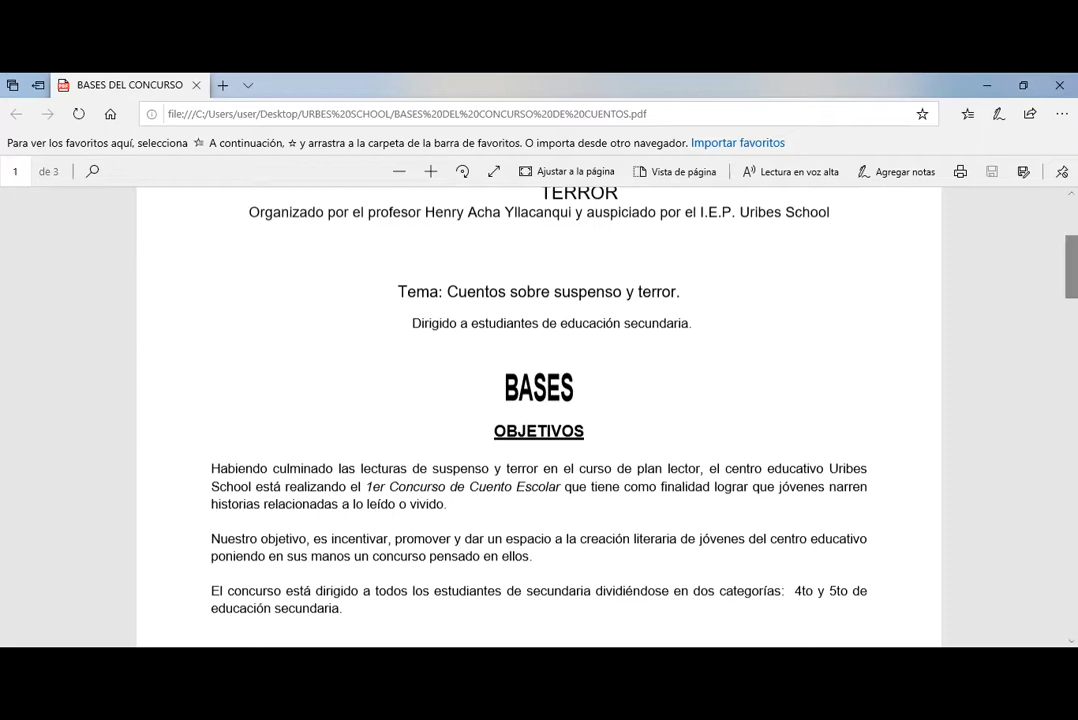 BASES DEL CONCURSO
file:///C:/Users/user/Desktop/URBES%20SCHOOL/BASES%20DEL%20CONCURSO%20DE%20CUENTOS.pdf
Para ver los favoritos aquí, selecciona ☆ A continuación, ☆ y arrastra a la carpeta de la barra de favoritos. O importa desde otro navegador. Importar favoritos
1 de 3 Ajustar a la página Vista de página Lectura en voz alta Agregar notas
TERROR
Organizado por el profesor Henry Acha Yllacanqui y auspiciado por el I.E.P. Uribes School
Tema: Cuentos sobre suspenso y terror.
Dirigido a estudiantes de educación secundaria.
BASES
OBJETIVOS
Habiendo culminado las lecturas de suspenso y terror en el curso de plan lector, el centro educativo Uribes
School está realizando el 1er Concurso de Cuento Escolar que tiene como finalidad lograr que jóvenes narren
historias relacionadas a lo leído o vivido.
Nuestro objetivo, es incentivar, promover y dar un espacio a la creación literaria de jóvenes del centro educativo
poniendo en sus manos un concurso pensado en ellos.
El concurso está dirigido a todos los estudiantes de secundaria dividiéndose en dos categorías: 4to y 5to de
educación secundaria.